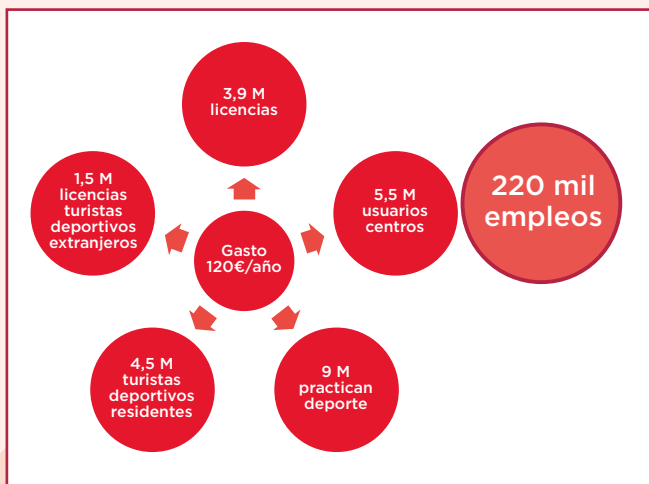 3,9 M
licencias
1,5 M
licencias
turistas
deportivos
extranjeros
5,5 M
usuarios
centros
220 mil
empleos
Gasto
120€/año
4,5 M
turistas
deportivos
residentes
9 M
practican
deporte